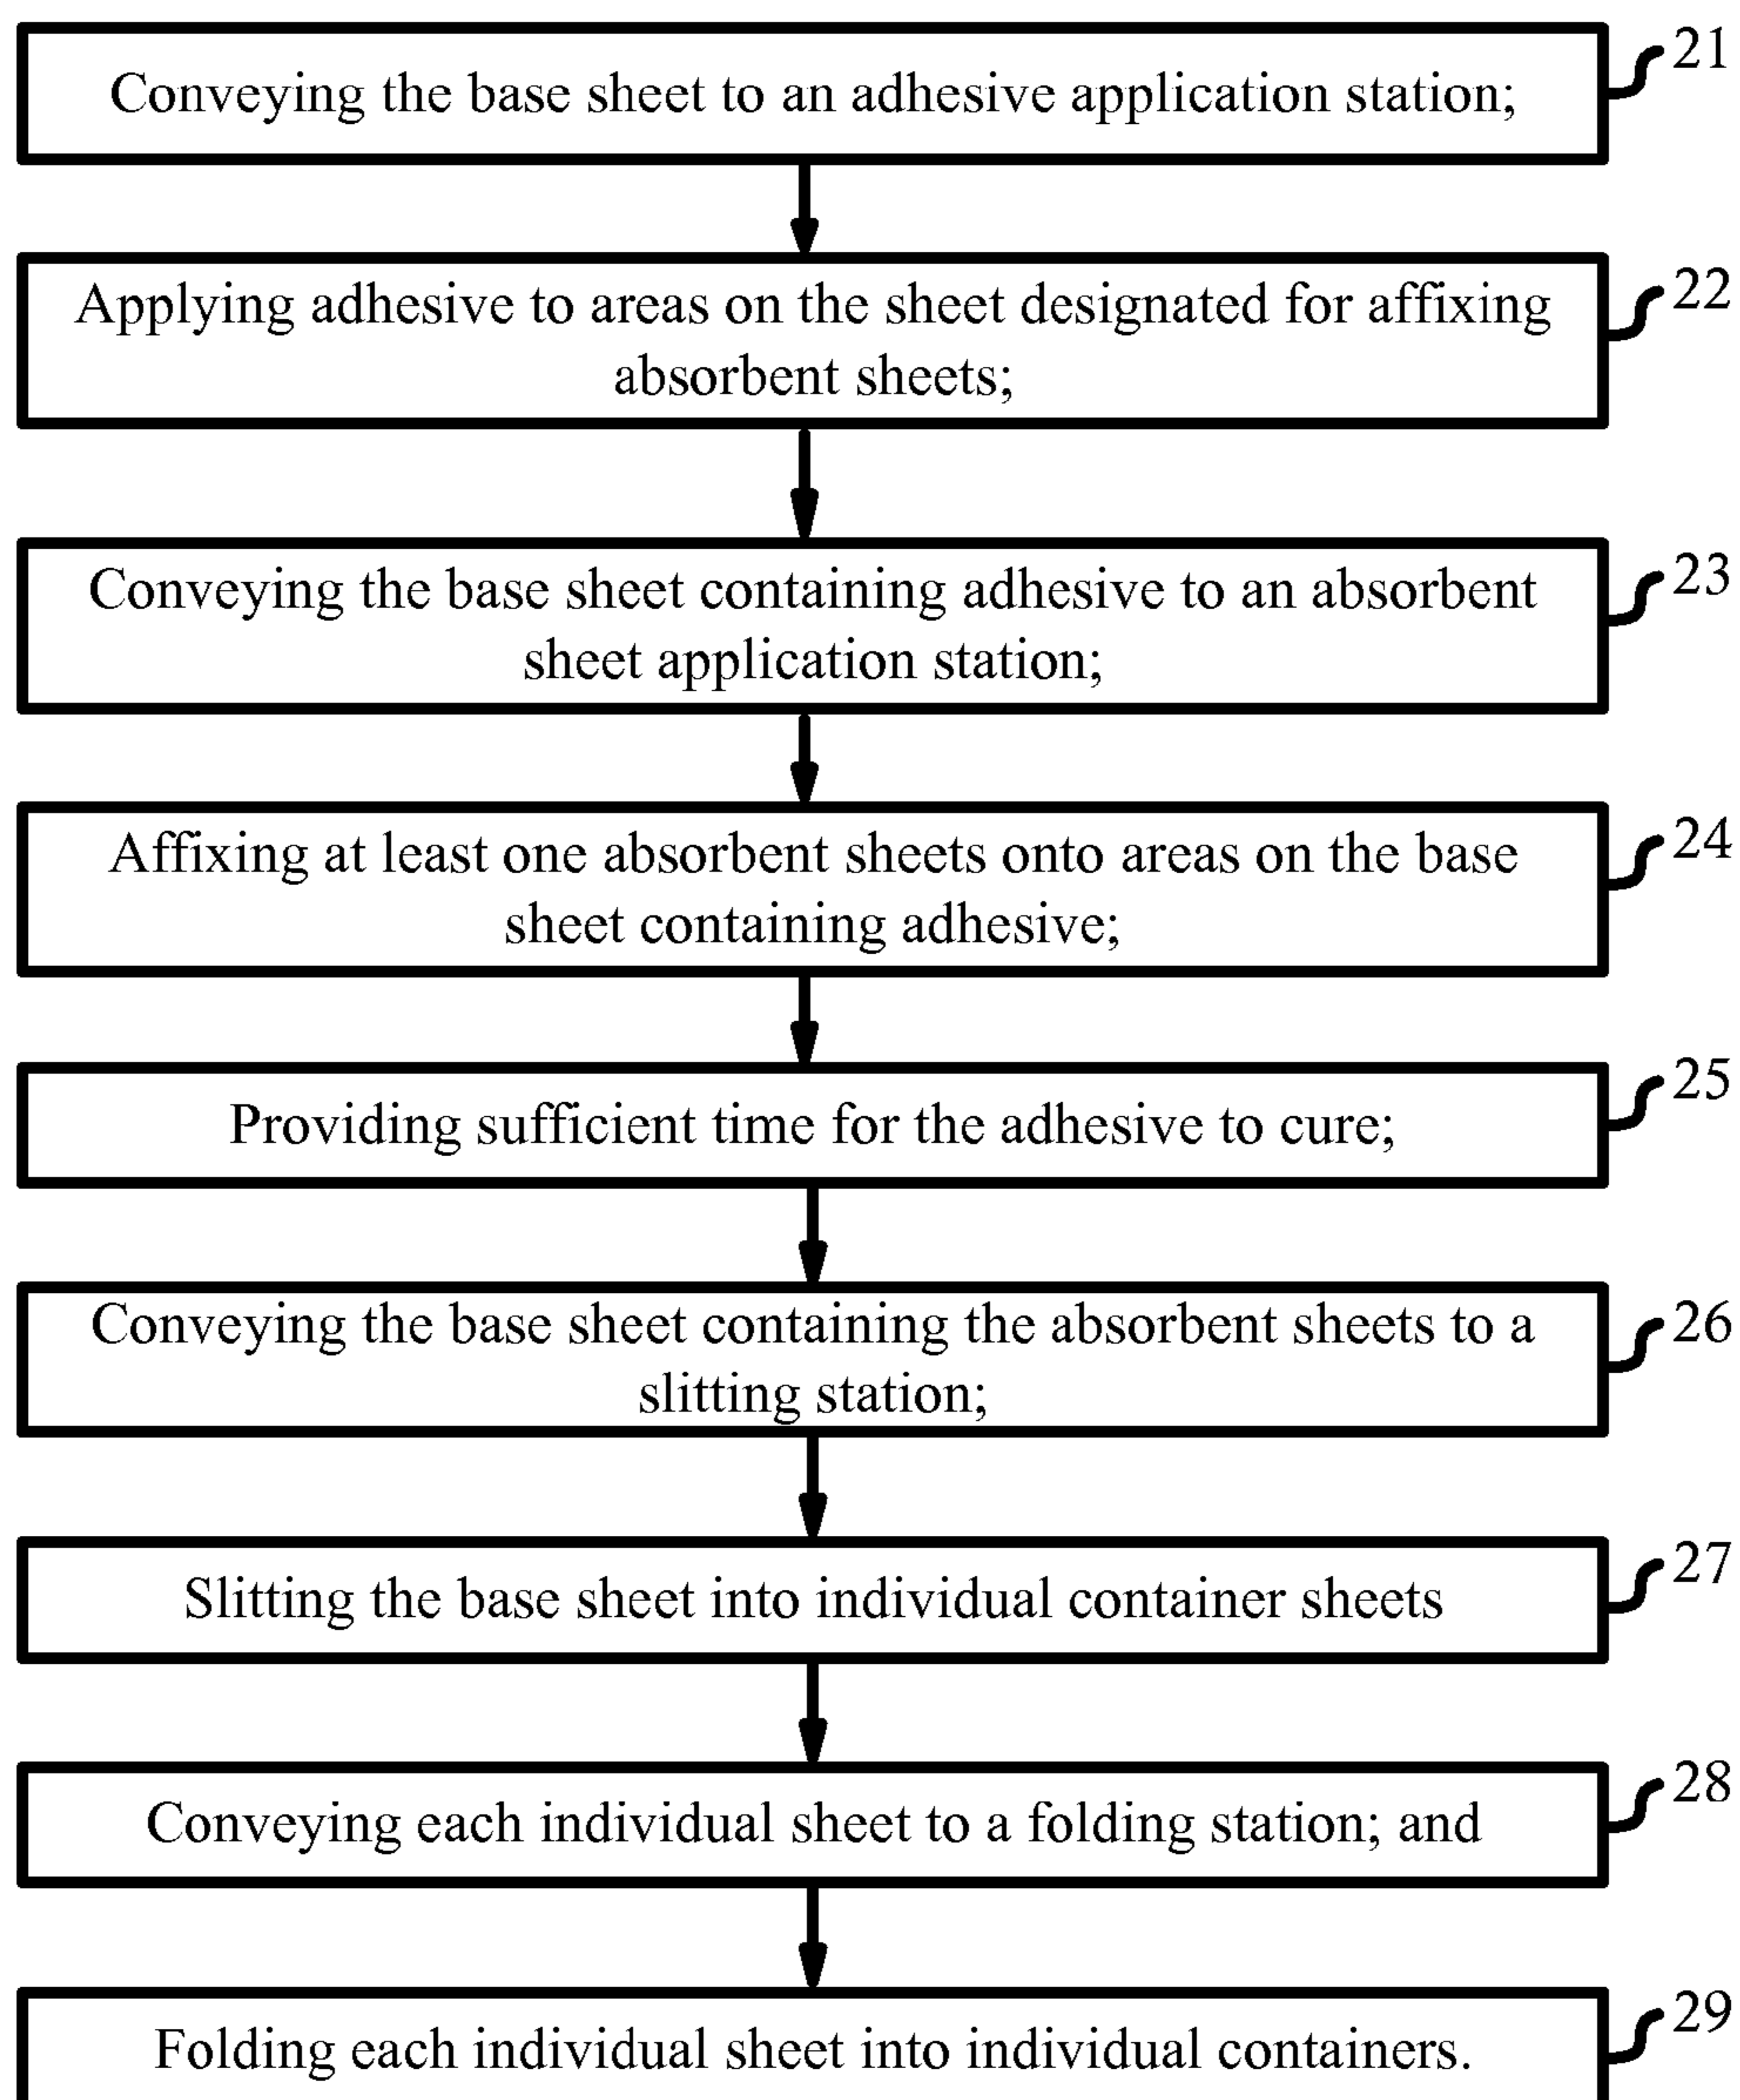 21
Conveying the base sheet to an adhesive application station;
22
Applying adhesive to areas on the sheet designated for affixing
absorbent sheets;
23
Conveying the base sheet containing adhesive to an absorbent
sheet application station;
24
Affixing at least one absorbent sheets onto areas on the base
sheet containing adhesive;
25
Providing sufficient time for the adhesive to cure;
26
Conveying the base sheet containing the absorbent sheets to a
slitting station;
27
Slitting the base sheet into individual container sheets
28
Conveying each individual sheet to a folding station; and
29
Folding each individual sheet into individual containers.